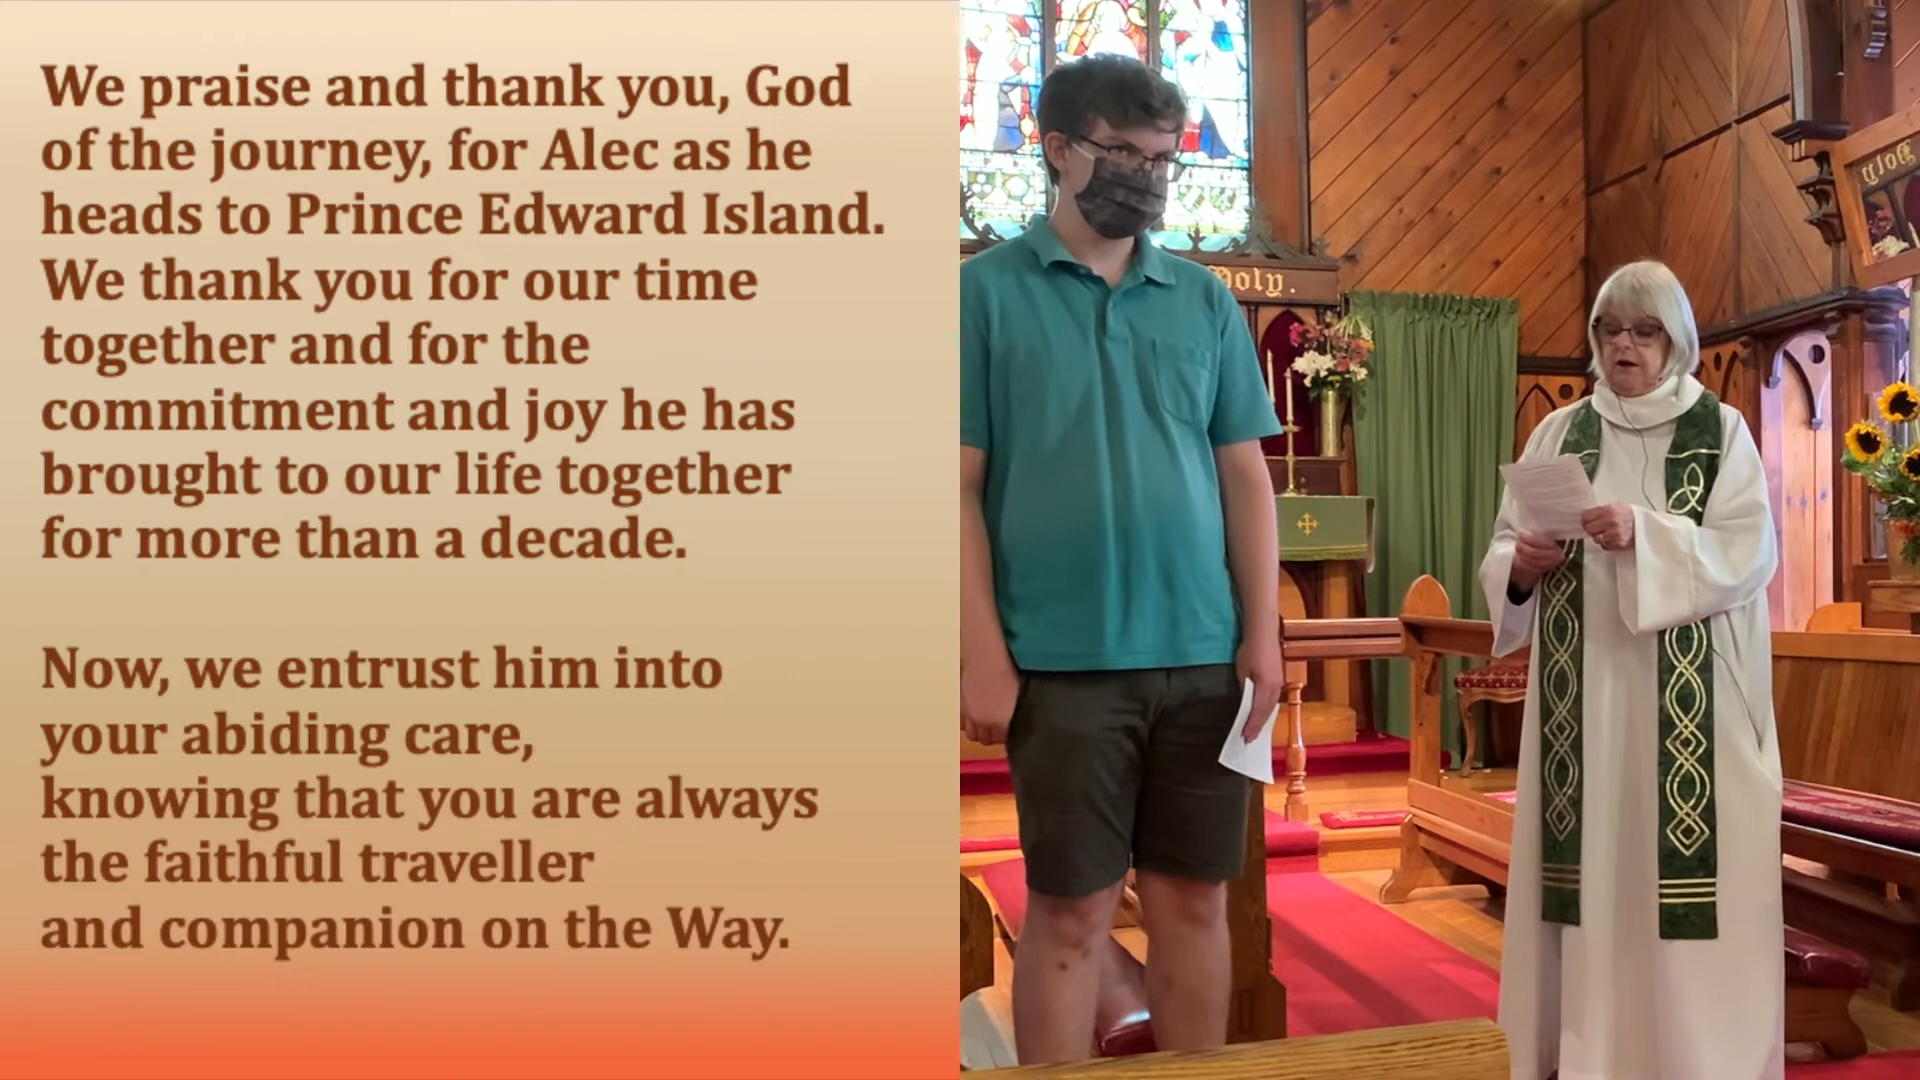 We praise and thank you, God
of the journey, for Alec as he
heads to Prince Edward Island.
We thank you for our time
together and for the
commitment and joy he has
brought to our life together
for more than a decade.
Now, we entrust him into
your abiding care,
knowing that you are always
the faithful traveller
and companion on the Way.
Holy.
Glory